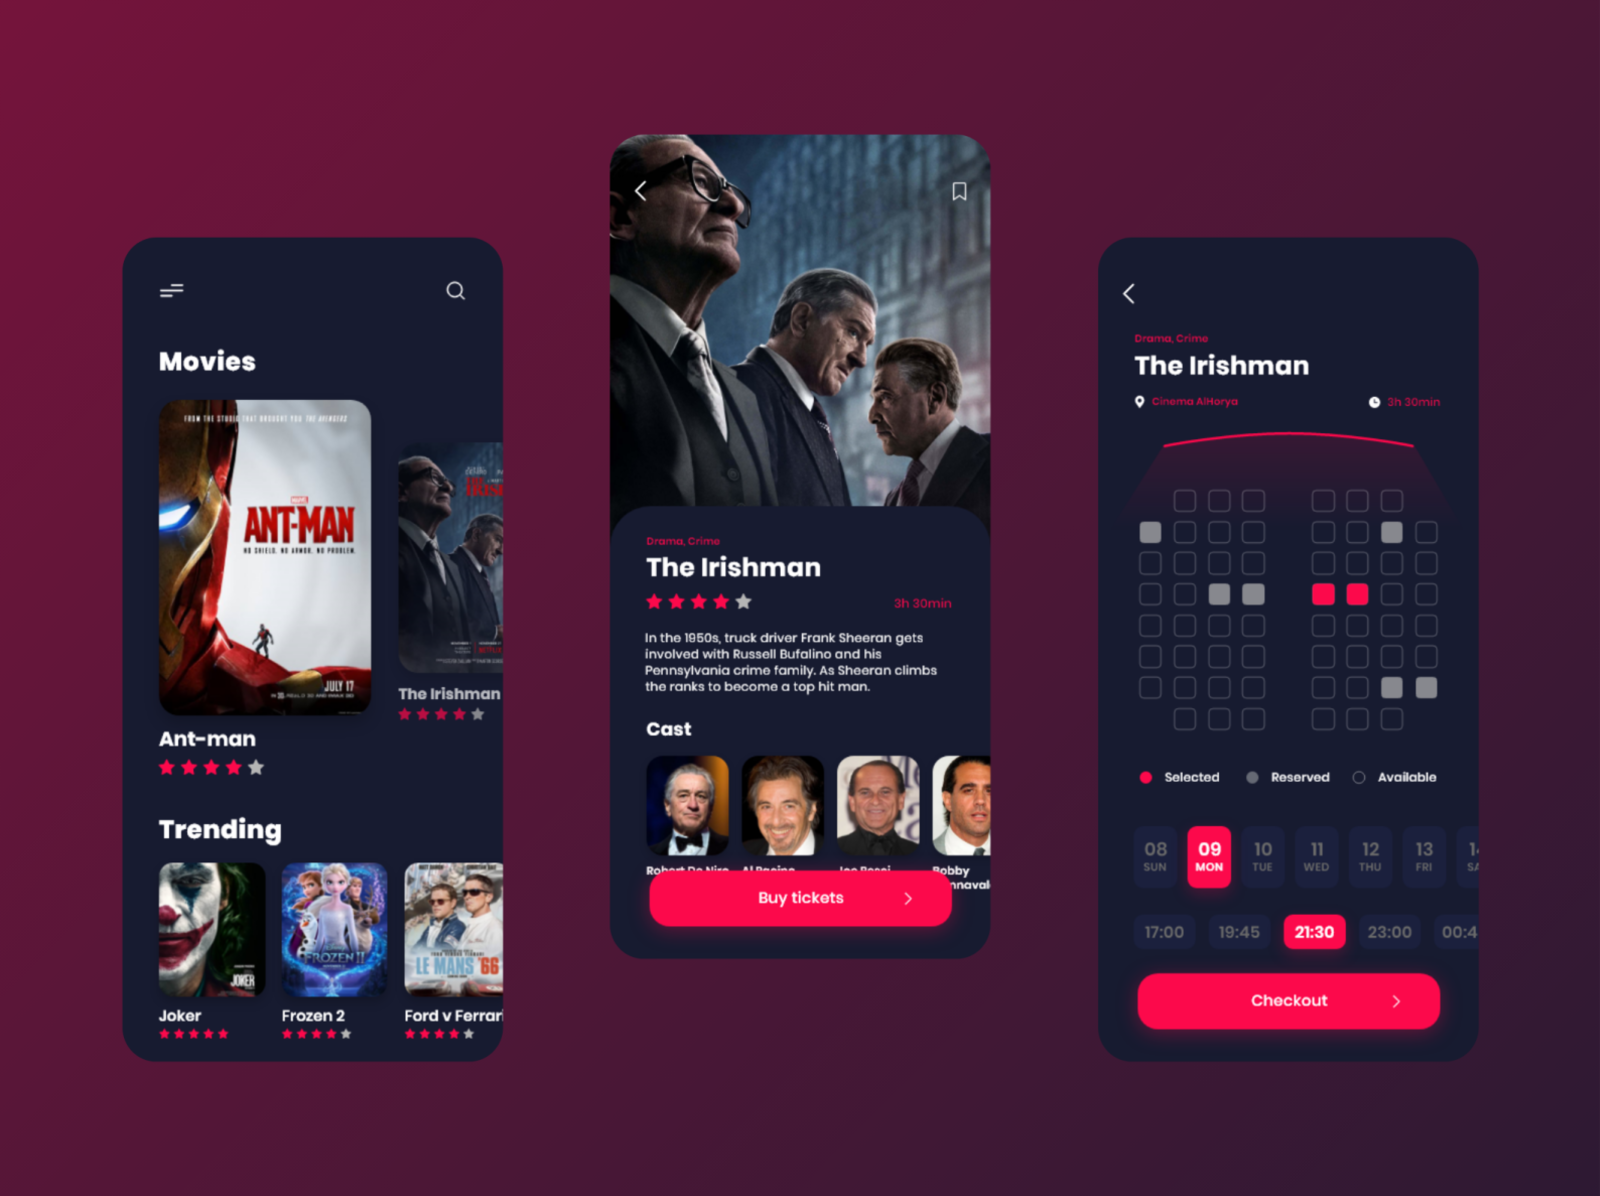 Movies
FROM THE STUDIO THAT BROUGHT YOU THE AVENGERS
MARVEL
ANT-MAN
NO SHIELD. NO ARMOR. NO PROBLEM.
JULY 17
The Irishman
Ant-man
Trending
JOKER
FROZEN II
LE MANS '66
Joker
Frozen 2
Ford v Ferrar
Drama, Crime
The Irishman
3h 30min
In the 1950s, truck driver Frank Sheeran gets
involved with Russell Bufalino and his
Pennsylvania crime family. As Sheeran climbs
the ranks to become a top hit man.
Cast
Robert De Niro
Al Pacino
Joe Pesci
Bobby
nnaval
Buy tickets
Drama, Crime
The Irishman
Cinema AlHorya
3h 30min
Selected
Reserved
Available
08 09 10 11 12 13 14
SUN MON TUE WED THU FRI SA
17:00 19:45 21:30 23:00 00:4
Checkout